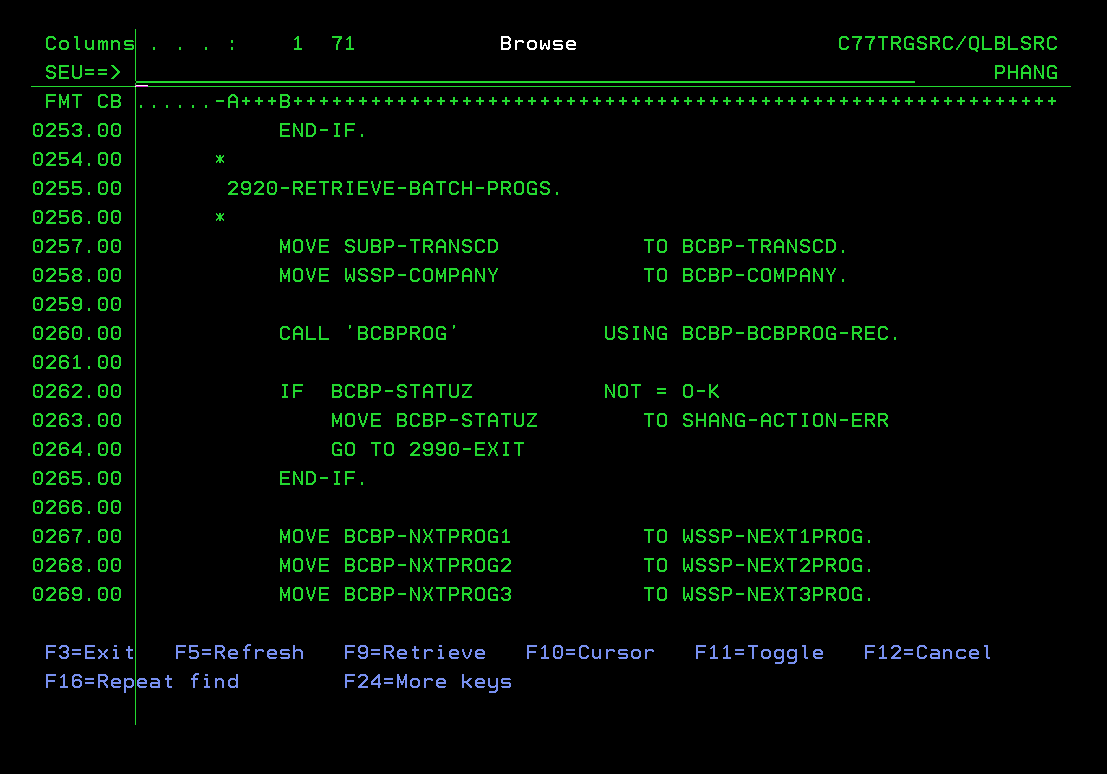 Columns . . . :    1  71           Browse                    C77TRGSRC/QLBLSRC
SEU==>                                                                   PHANG
FMT CB ......-A+++B+++++++++++++++++++++++++++++++++++++++++++++++++++++++++++
0253.00            END-IF.
0254.00       *
0255.00        2920-RETRIEVE-BATCH-PROGS.
0256.00       *
0257.00            MOVE SUBP-TRANSCD           TO BCBP-TRANSCD.
0258.00            MOVE WSSP-COMPANY           TO BCBP-COMPANY.
0259.00
0260.00            CALL 'BCBPROG'           USING BCBP-BCBPROG-REC.
0261.00
0262.00            IF  BCBP-STATUZ          NOT = O-K
0263.00                MOVE BCBP-STATUZ        TO SHANG-ACTION-ERR
0264.00                GO TO 2990-EXIT
0265.00            END-IF.
0266.00
0267.00            MOVE BCBP-NXTPROG1          TO WSSP-NEXT1PROG.
0268.00            MOVE BCBP-NXTPROG2          TO WSSP-NEXT2PROG.
0269.00            MOVE BCBP-NXTPROG3          TO WSSP-NEXT3PROG.
F3=Exit   F5=Refresh   F9=Retrieve   F10=Cursor   F11=Toggle   F12=Cancel
F16=Repeat find        F24=More keys